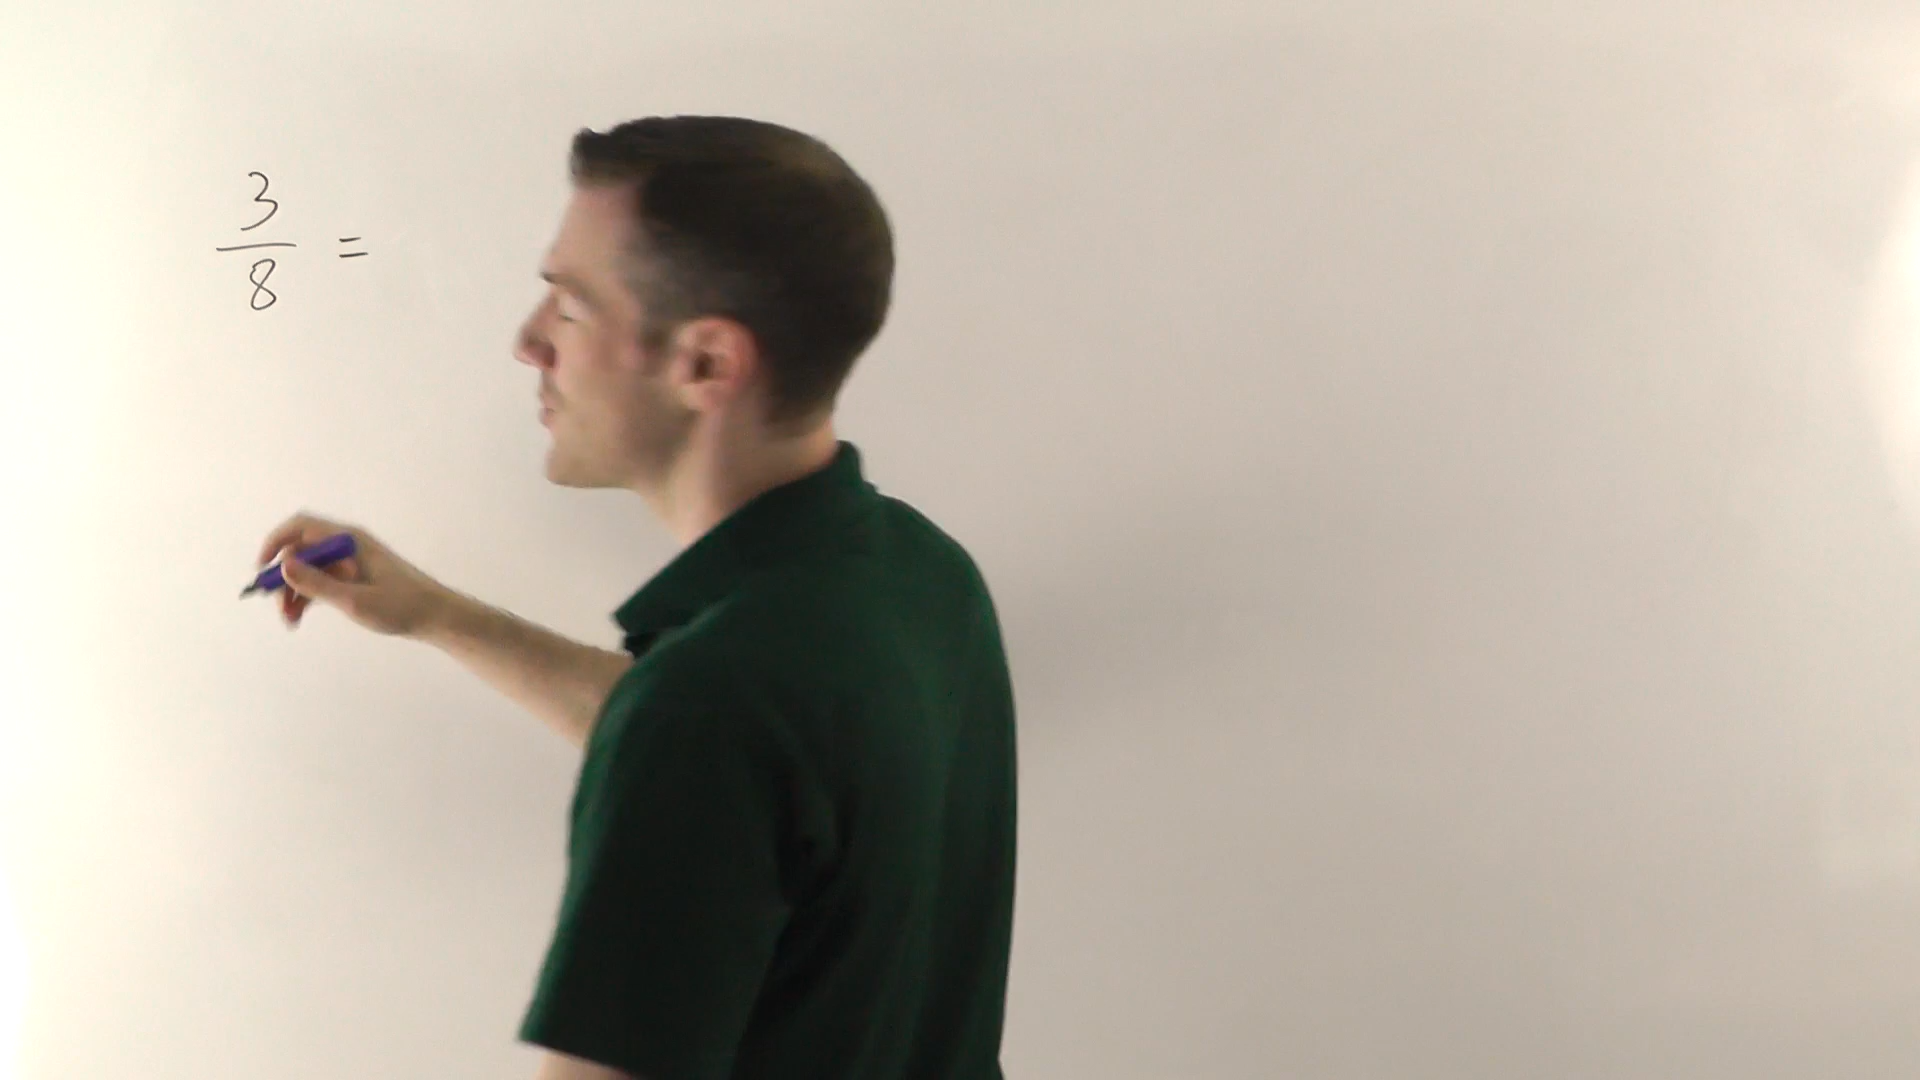 3/8 =